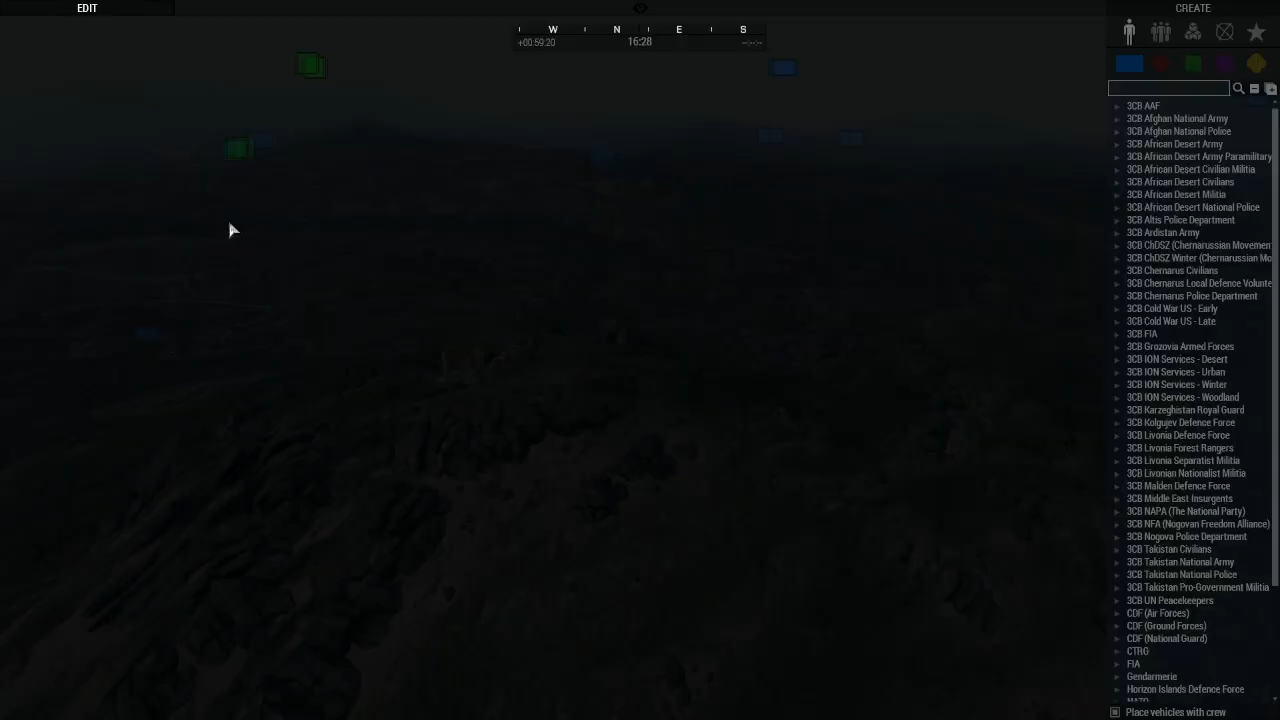 EDIT
CREATE
W N E S
+00:59:20 16:28 --:--
3CB AAF
3CB Afghan National Army
3CB Afghan National Police
3CB African Desert Army
3CB African Desert Army Paramilitary
3CB African Desert Civilian Militia
3CB African Desert Civilians
3CB African Desert Militia
3CB African Desert National Police
3CB Altis Police Department
3CB Ardistan Army
3CB ChDSZ (Chernarussian Movemen
3CB ChDSZ Winter (Chernarussian Mo
3CB Chernarus Civilians
3CB Chernarus Local Defence Volunte
3CB Chernarus Police Department
3CB Cold War US - Early
3CB Cold War US - Late
3CB FIA
3CB Grozovia Armed Forces
3CB ION Services - Desert
3CB ION Services - Urban
3CB ION Services - Winter
3CB ION Services - Woodland
3CB Karzeghistan Royal Guard
3CB Kolgujev Defence Force
3CB Livonia Defence Force
3CB Livonia Forest Rangers
3CB Livonia Separatist Militia
3CB Livonian Nationalist Militia
3CB Malden Defence Force
3CB Middle East Insurgents
3CB NAPA (The National Party)
3CB NFA (Nogovan Freedom Alliance)
3CB Nogova Police Department
3CB Takistan Civilians
3CB Takistan National Army
3CB Takistan National Police
3CB Takistan Pro-Government Militia
3CB UN Peacekeepers
CDF (Air Forces)
CDF (Ground Forces)
CDF (National Guard)
CTRG
FIA
Gendarmerie
Horizon Islands Defence Force
NATO
Place vehicles with crew